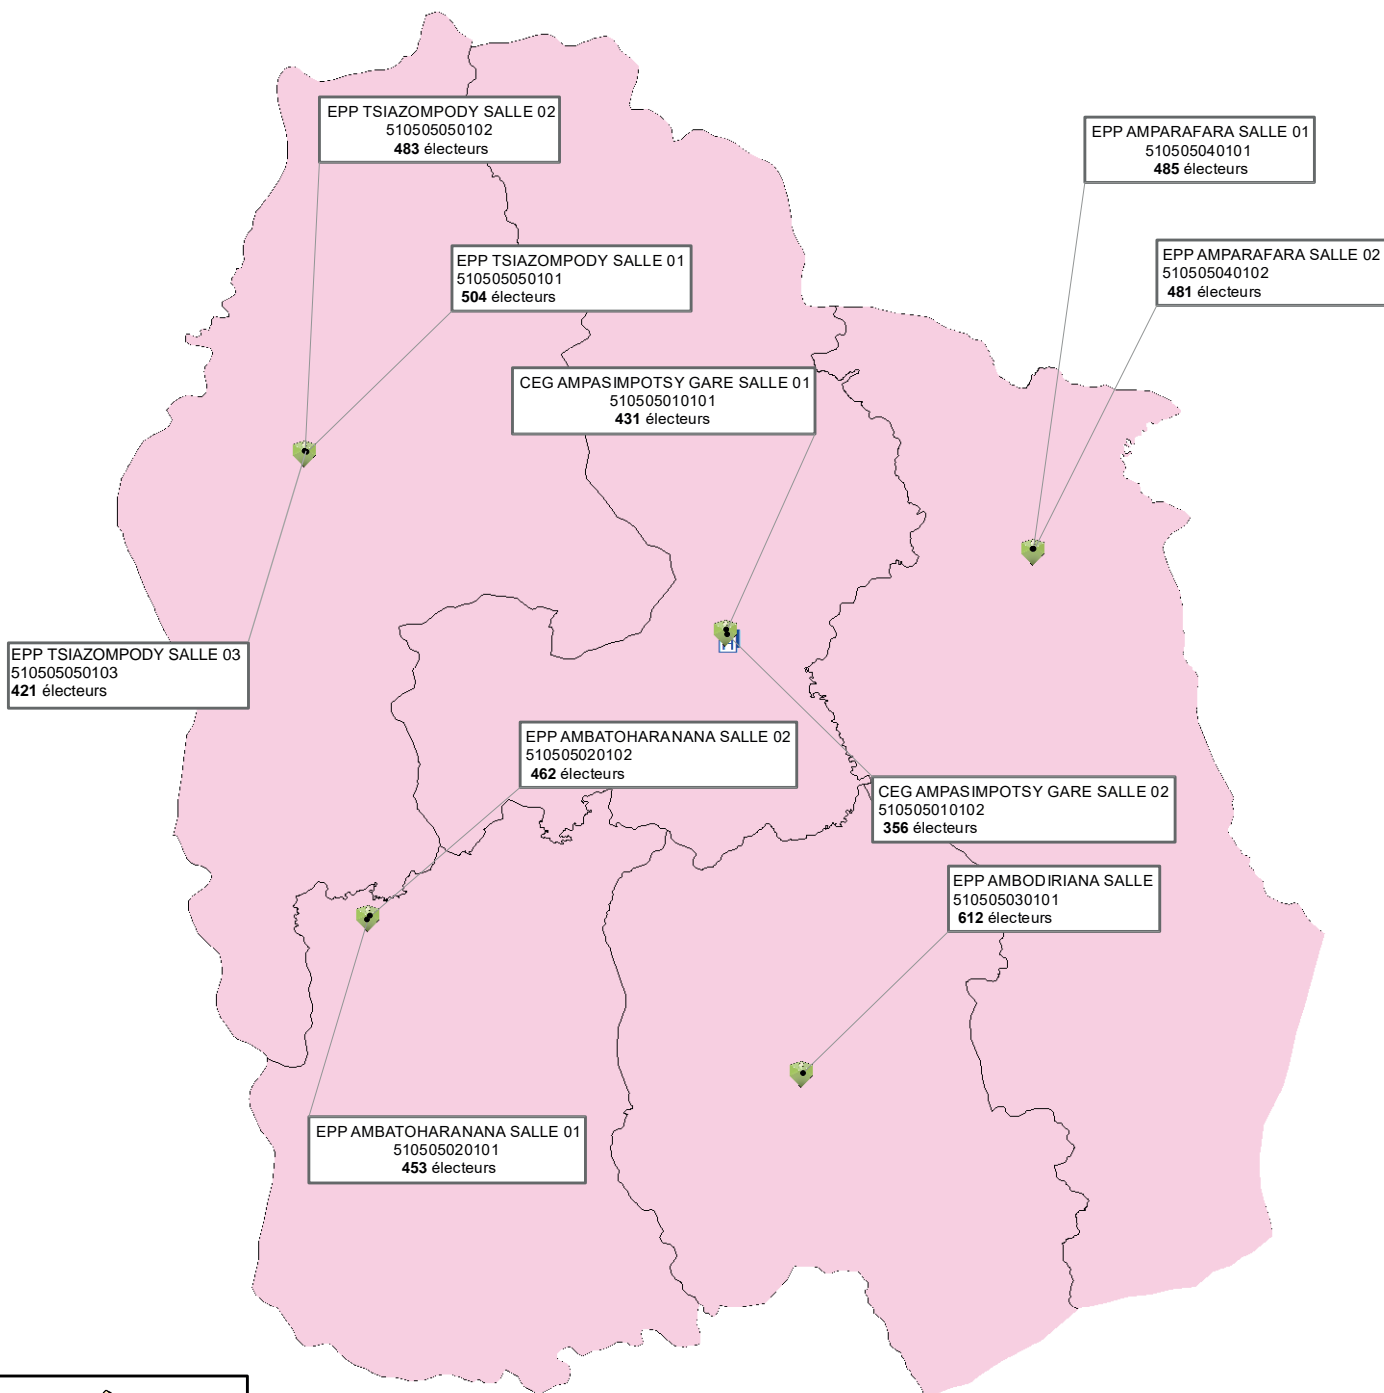 EPP TSIAZOMPODY SALLE 02
510505050102
483 électeurs
EPP AMPARAFARA SALLE 01
510505040101
485 électeurs
EPP TSIAZOMPODY SALLE 01
510505050101
504 électeurs
EPP AMPARAFARA SALLE 02
510505040102
481 électeurs
CEG AMPASIMPOTSY GARE SALLE 01
510505010101
431 électeurs
EPP TSIAZOMPODY SALLE 03
510505050103
421 électeurs
EPP AMBATOHARANANA SALLE 02
510505020102
462 électeurs
CEG AMPASIMPOTSY GARE SALLE 02
510505010102
356 électeurs
EPP AMBODIRIANA SALLE
510505030101
612 électeurs
EPP AMBATOHARANANA SALLE 01
510505020101
453 électeurs